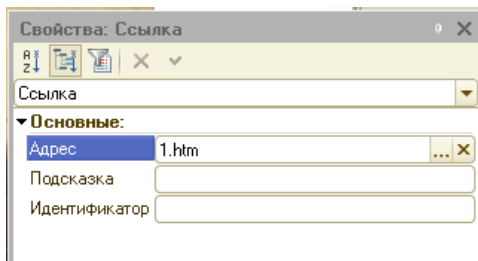 Свойства: Ссылка
Ссылка
Основные:
Адрес 1.htm ...
Подсказка
Идентификатор